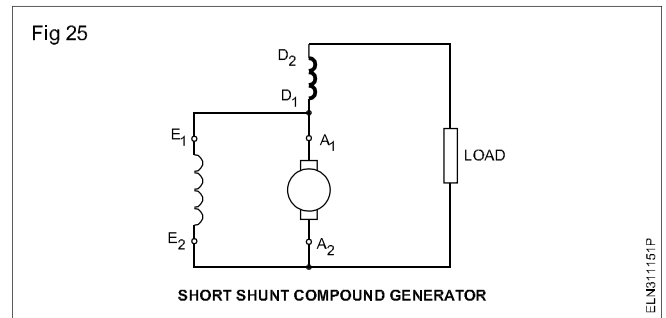 Fig 25
D2
D1
E1
A1
LOAD
E2
A2
SHORT SHUNT COMPOUND GENERATOR
ELN311151P